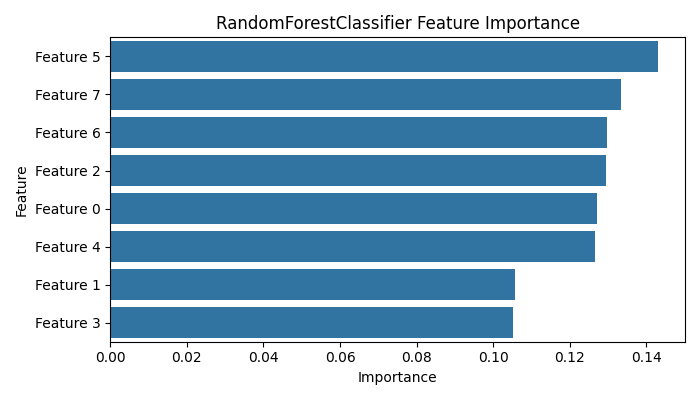 RandomForestClassifier Feature Importance
Feature 5
Feature 7
Feature 6
Feature 2
Feature 0
Feature 4
Feature 1
Feature 3
Feature
0.00 0.02 0.04 0.06 0.08 0.10 0.12 0.14
Importance